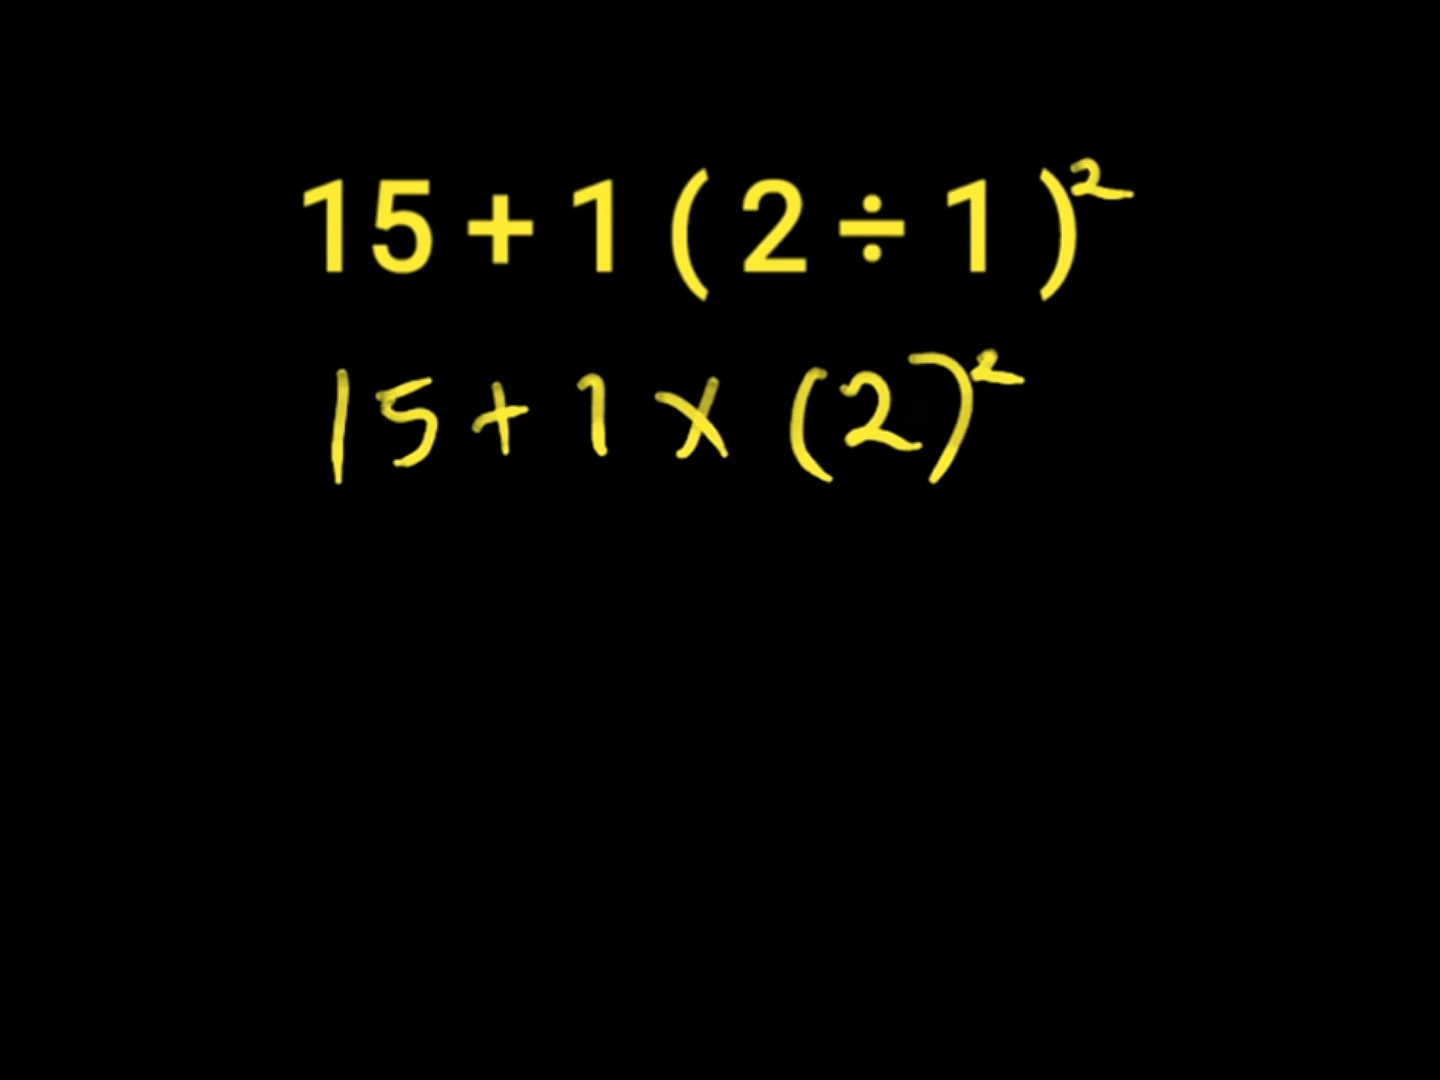 15 + 1 ( 2 ÷ 1 )²
15 + 1 × (2)²